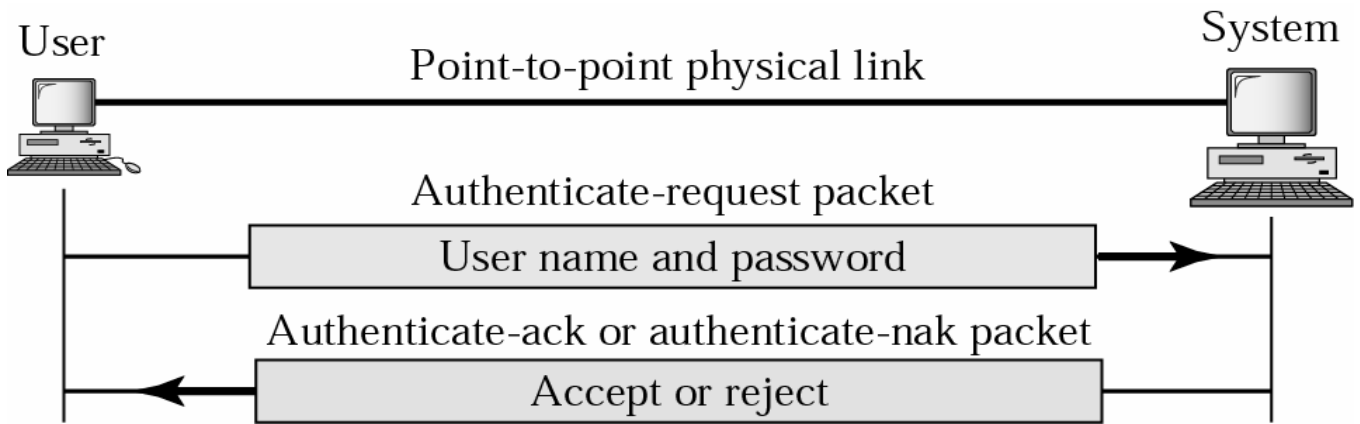 User
System
Point-to-point physical link
Authenticate-request packet
User name and password
Authenticate-ack or authenticate-nak packet
Accept or reject